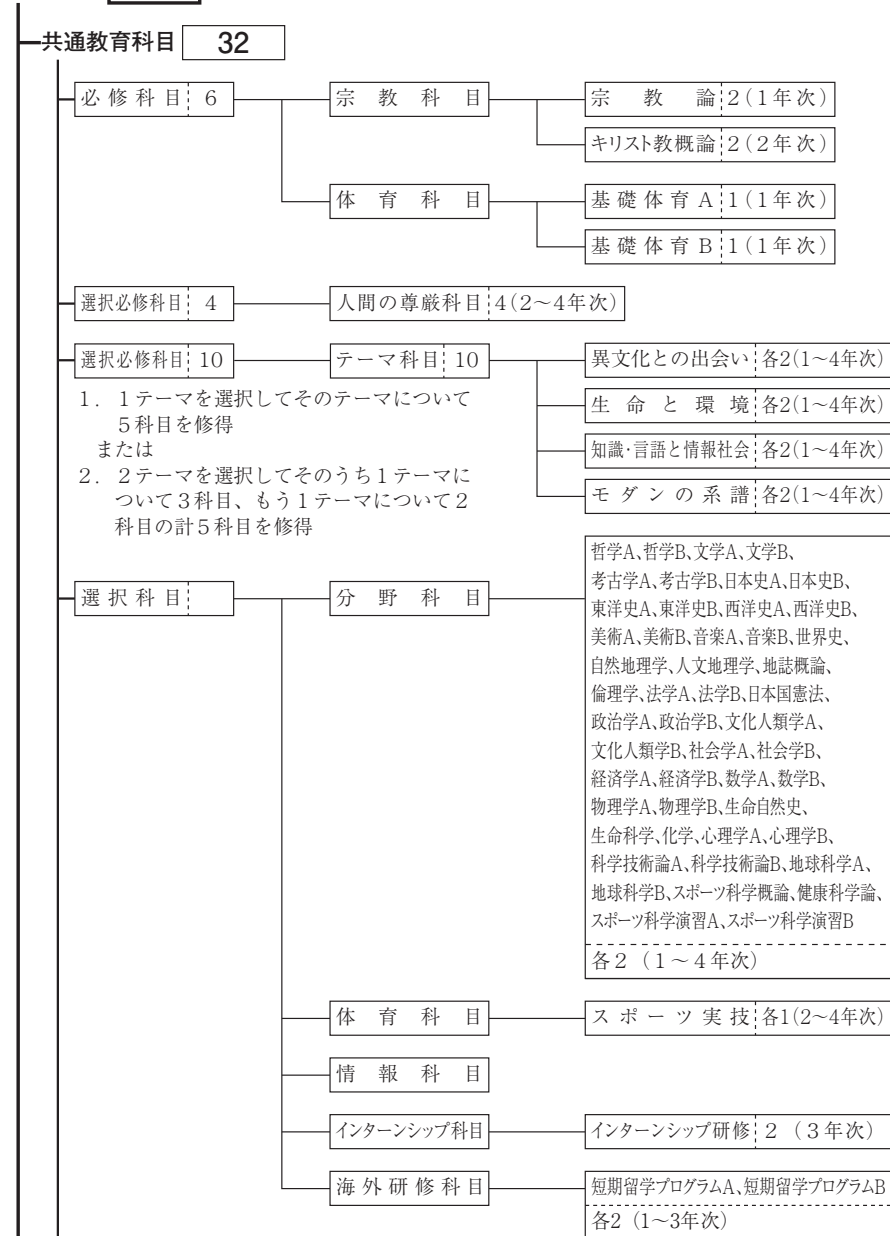 共通教育科目 32
必修科目 6
宗教科目
宗教論 2(1年次)
キリスト教概論 2(2年次)
体育科目
基礎体育A 1(1年次)
基礎体育B 1(1年次)
選択必修科目 4
人間の尊厳科目 4(2〜4年次)
選択必修科目 10
テーマ科目 10
異文化との出会い 各2(1〜4年次)
生命と環境 各2(1〜4年次)
知識・言語と情報社会 各2(1〜4年次)
モダンの系譜 各2(1〜4年次)
1. 1テーマを選択してそのテーマについて
5科目を修得
または
2. 2テーマを選択してそのうち1テーマに
ついて3科目、もう1テーマについて2
科目の計5科目を修得
選択科目
分野科目
哲学A、哲学B、文学A、文学B、
考古学A、考古学B、日本史A、日本史B、
東洋史A、東洋史B、西洋史A、西洋史B、
美術A、美術B、音楽A、音楽B、世界史、
自然地理学、人文地理学、地誌概論、
倫理学、法学A、法学B、日本国憲法、
政治学A、政治学B、文化人類学A、
文化人類学B、社会学A、社会学B、
経済学A、経済学B、数学A、数学B、
物理学A、物理学B、生命自然史、
生命科学、化学、心理学A、心理学B、
科学技術論A、科学技術論B、地球科学A、
地球科学B、スポーツ科学概論、健康科学論、
スポーツ科学演習A、スポーツ科学演習B
各2 (1〜4年次)
体育科目
スポーツ実技 各1(2〜4年次)
情報科目
インターンシップ科目
インターンシップ研修 2 (3年次)
海外研修科目
短期留学プログラムA、短期留学プログラムB
各2 (1〜3年次)